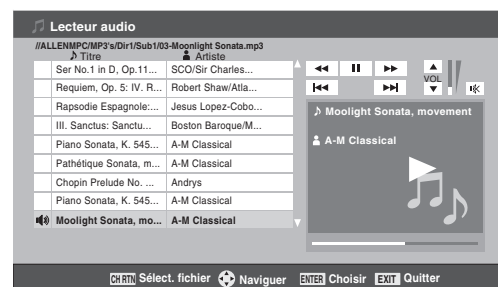 Lecteur audio
//ALLENMPC/MP3's/Dir1/Sub1/03-Moonlight Sonata.mp3
Titre Artiste
Ser No.1 in D, Op.11... SCO/Sir Charles...
Requiem, Op. 5: IV. R... Robert Shaw/Atla...
Rapsodie Espagnole:... Jesus Lopez-Cobo...
III. Sanctus: Sanctu... Boston Baroque/M...
Piano Sonata, K. 545... A-M Classical
Pathétique Sonata, m... A-M Classical
Chopin Prelude No. ... Andrys
Piano Sonata, K. 545... A-M Classical
Moolight Sonata, mo... A-M Classical
VOL
Moolight Sonata, movement
A-M Classical
CH RTN Sélect. fichier Naviguer ENTER Choisir EXIT Quitter